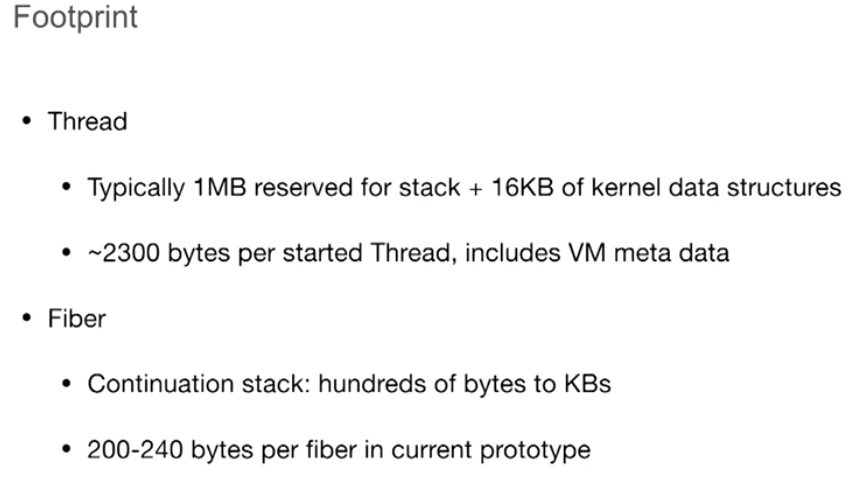 Footprint
• Thread
• Typically 1MB reserved for stack + 16KB of kernel data structures
• ~2300 bytes per started Thread, includes VM meta data
• Fiber
• Continuation stack: hundreds of bytes to KBs
• 200-240 bytes per fiber in current prototype